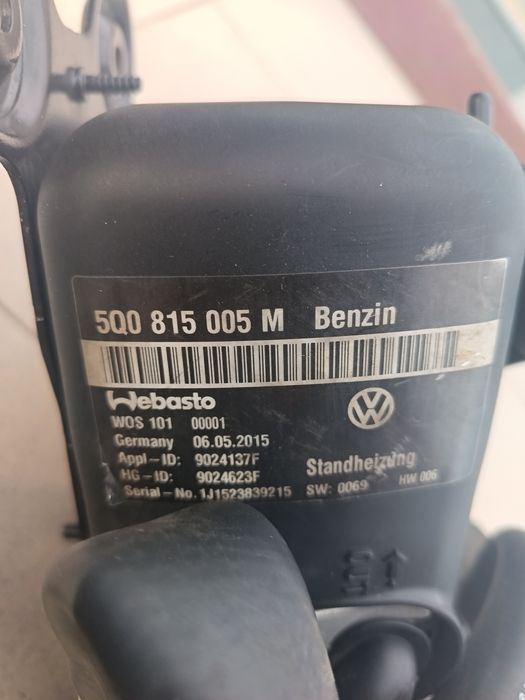 5Q0 815 005 M Benzin
Webasto
WOS 101 00001
Germany 06.05.2015
Appl-ID: 9024137F
HG-ID: 9024623F
Serial-No. 1J1523839215
VW
Standheizung
SW: 0069 HW 006